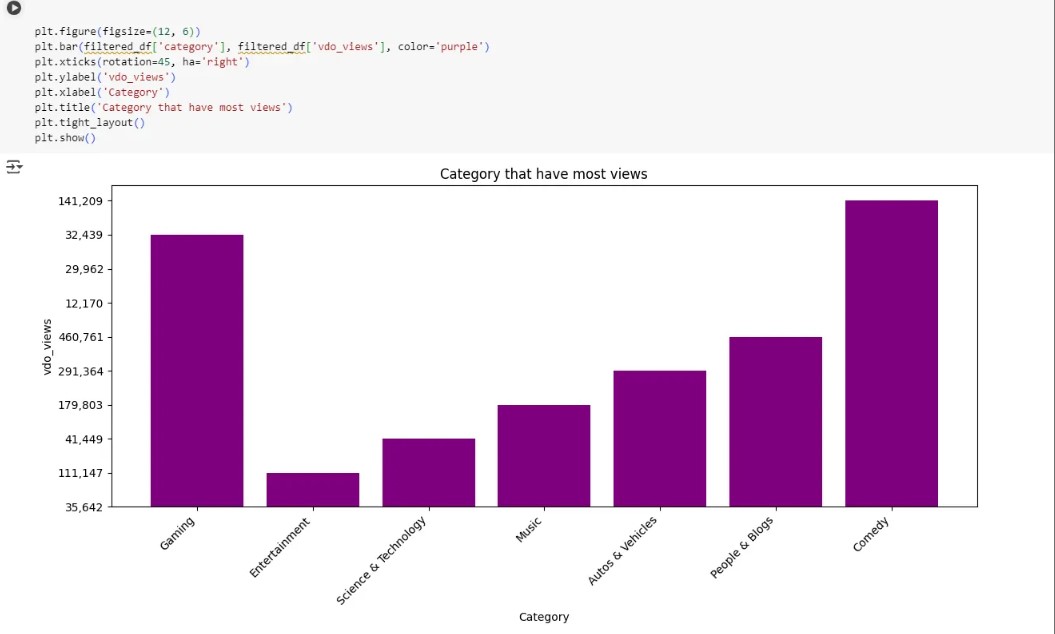 plt.figure(figsize=(12, 6))
plt.bar(filtered_df['category'], filtered_df['vdo_views'], color='purple')
plt.xticks(rotation=45, ha='right')
plt.ylabel('vdo_views')
plt.xlabel('Category')
plt.title('Category that have most views')
plt.tight_layout()
plt.show()
Category that have most views
141,209
32,439
29,962
12,170
460,761
291,364
179,803
41,449
111,147
35,642
vdo_views
Gaming
Entertainment
Science & Technology
Music
Autos & Vehicles
People & Blogs
Comedy
Category